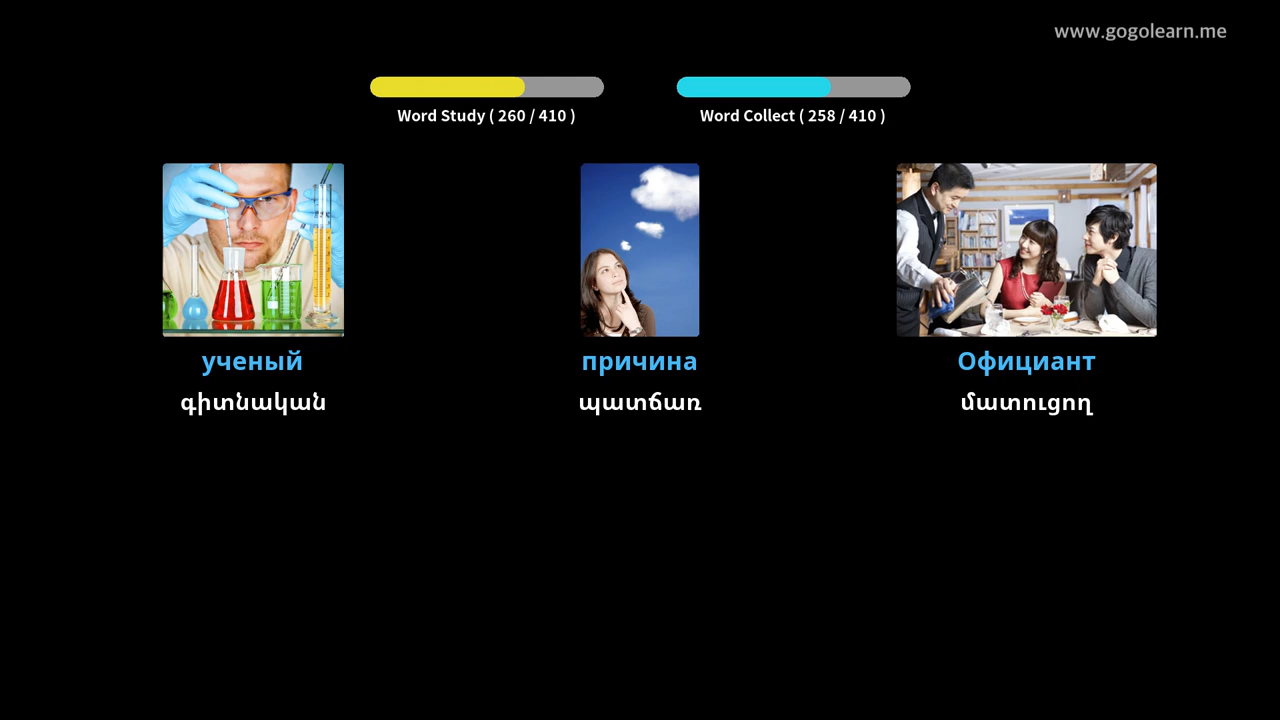 www.gogolearn.me
Word Study ( 260 / 410 )
Word Collect ( 258 / 410 )
ученый
причина
Официант
գիտնական
պատճառ
մատուցող